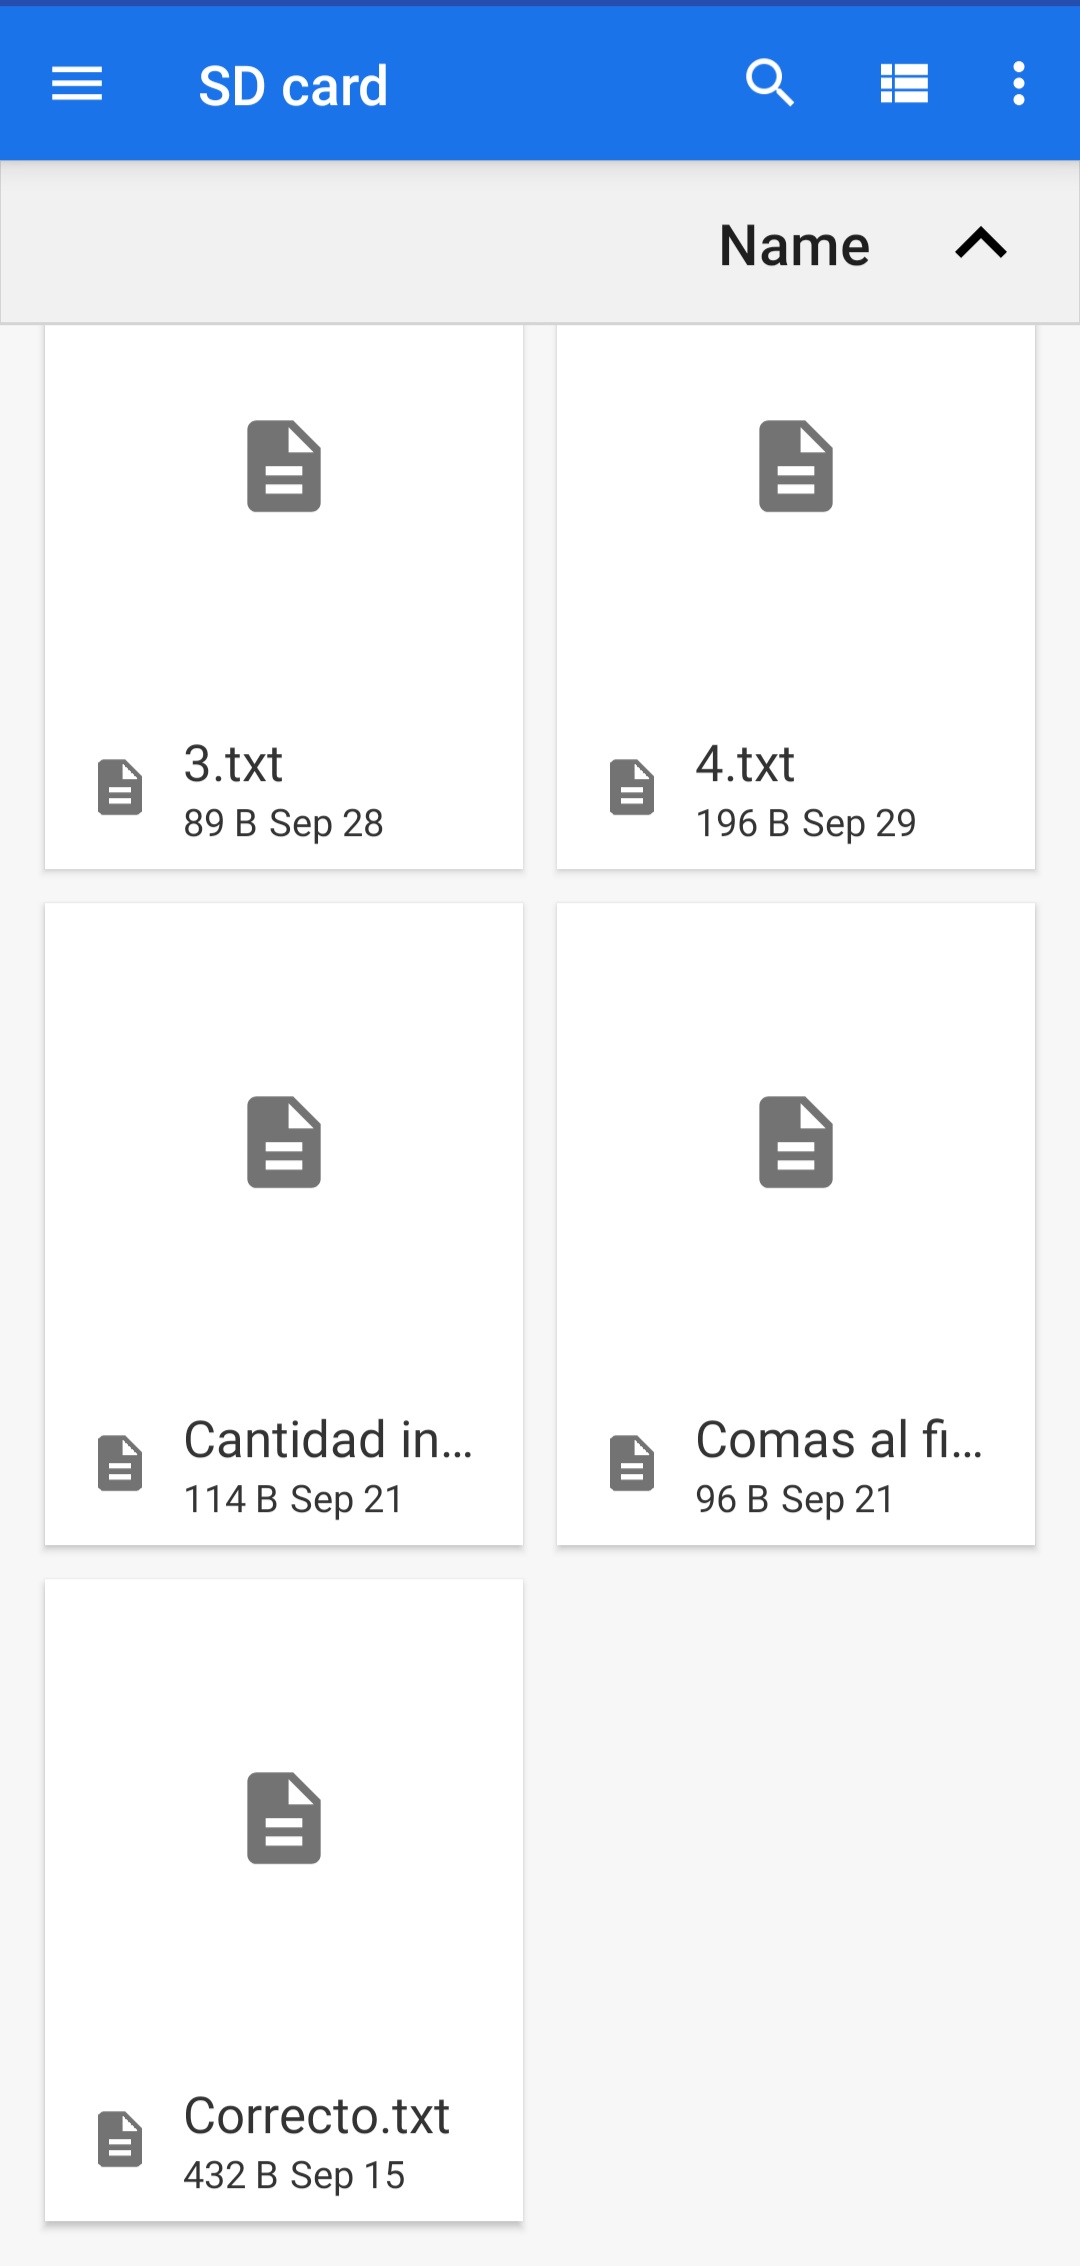 SD card
Name
3.txt
89 B Sep 28
4.txt
196 B Sep 29
Cantidad in...
114 B Sep 21
Comas al fi...
96 B Sep 21
Correcto.txt
432 B Sep 15